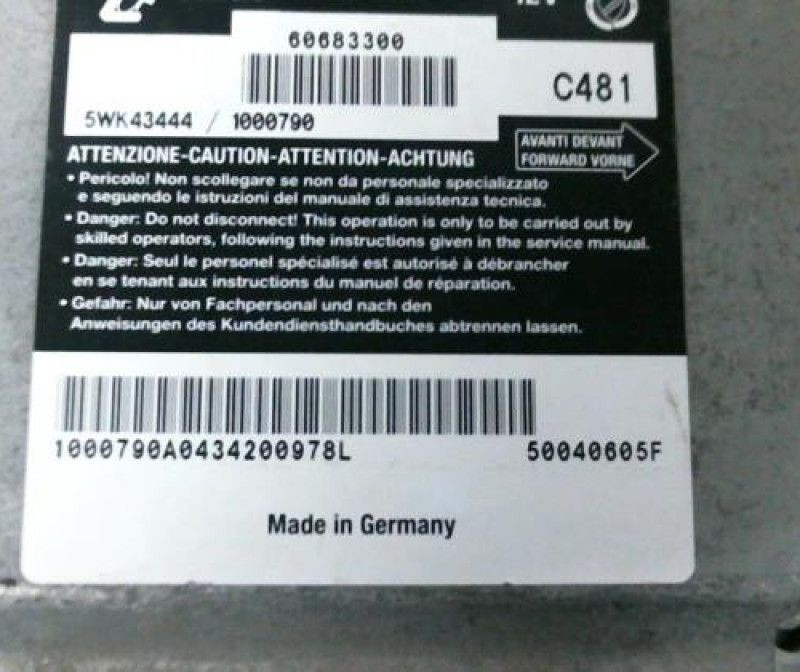 12V
60683300
C481
5WK43444 / 1000790
AVANTI DEVANT
FORWARD VORNE
ATTENZIONE-CAUTION-ATTENTION-ACHTUNG
• Pericolo! Non scollegare se non da personale specializzato
e seguendo le istruzioni del manuale di assistenza tecnica.
• Danger: Do not disconnect! This operation is only to be carried out by
skilled operators, following the instructions given in the service manual.
• Danger: Seul le personel spécialisé est autorisé à débrancher
en se tenant aux instructions du manuel de réparation.
• Gefahr: Nur von Fachpersonal und nach den
Anweisungen des Kundendiensthandbuches abtrennen lassen.
1000790A0434200978L
50040605F
Made in Germany